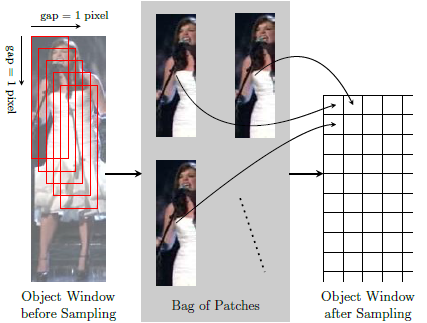 gap = 1 pixel
gap = 1 pixel
Object Window
before Sampling
Bag of Patches
Object Window
after Sampling